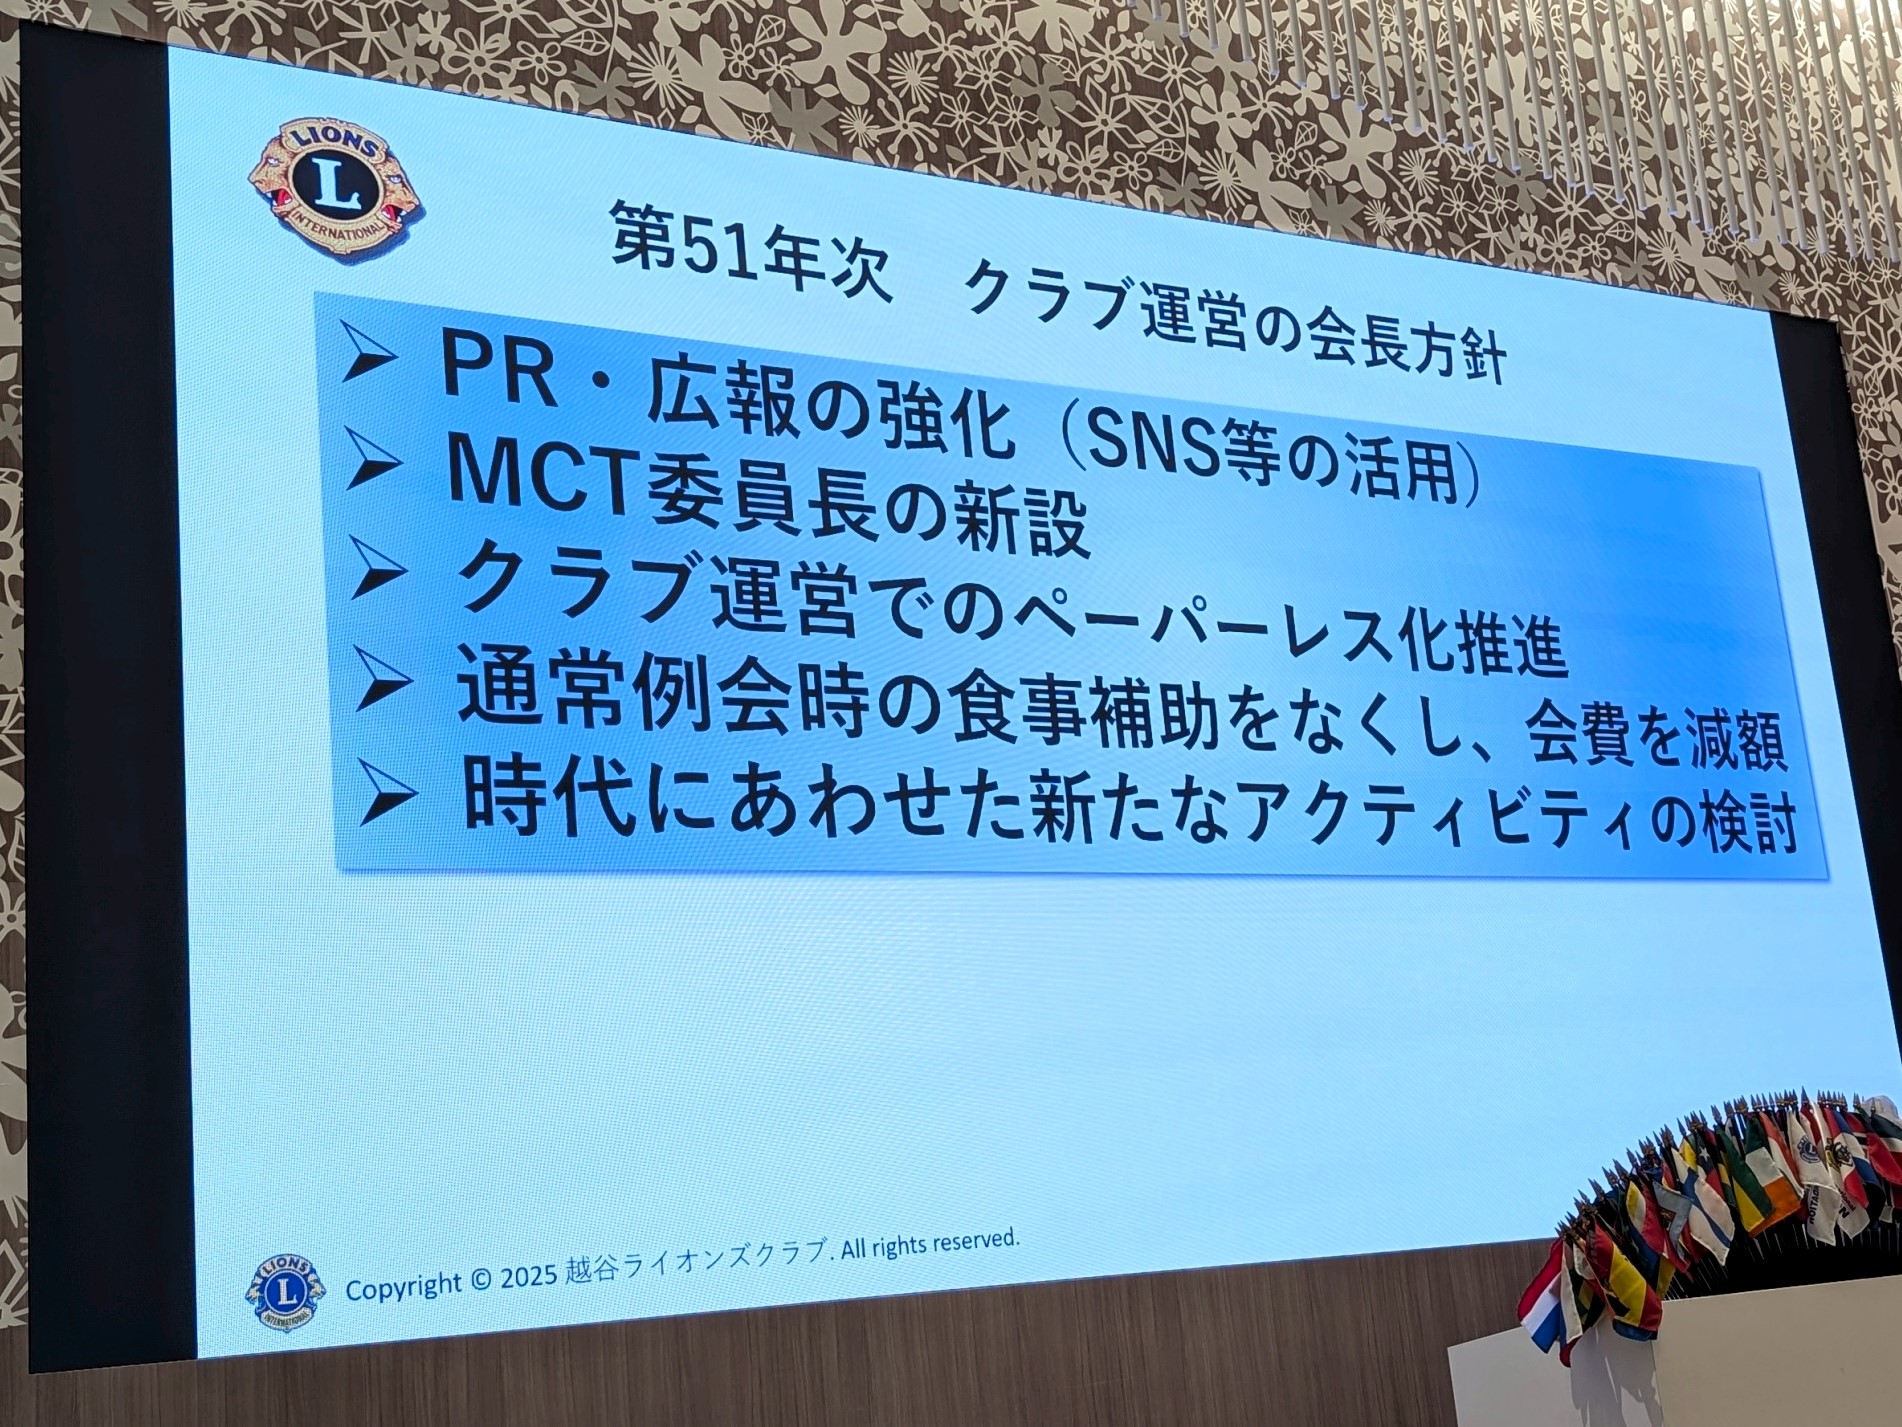 LIONS
L
INTERNATIONAL
第51年次　クラブ運営の会長方針
➢ PR・広報の強化（SNS等の活用）
➢ MCT委員長の新設
➢ クラブ運営でのペーパーレス化推進
➢ 通常例会時の食事補助をなくし、会費を減額
➢ 時代にあわせた新たなアクティビティの検討
LIONS
L
INTERNATIONAL
Copyright © 2025 越谷ライオンズクラブ. All rights reserved.